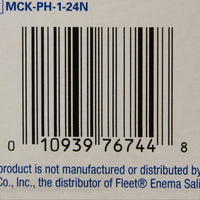 MCK-PH-1-24N
0 10939 76744 8
product is not manufactured or distributed by
Co., Inc., the distributor of Fleet® Enema Sali